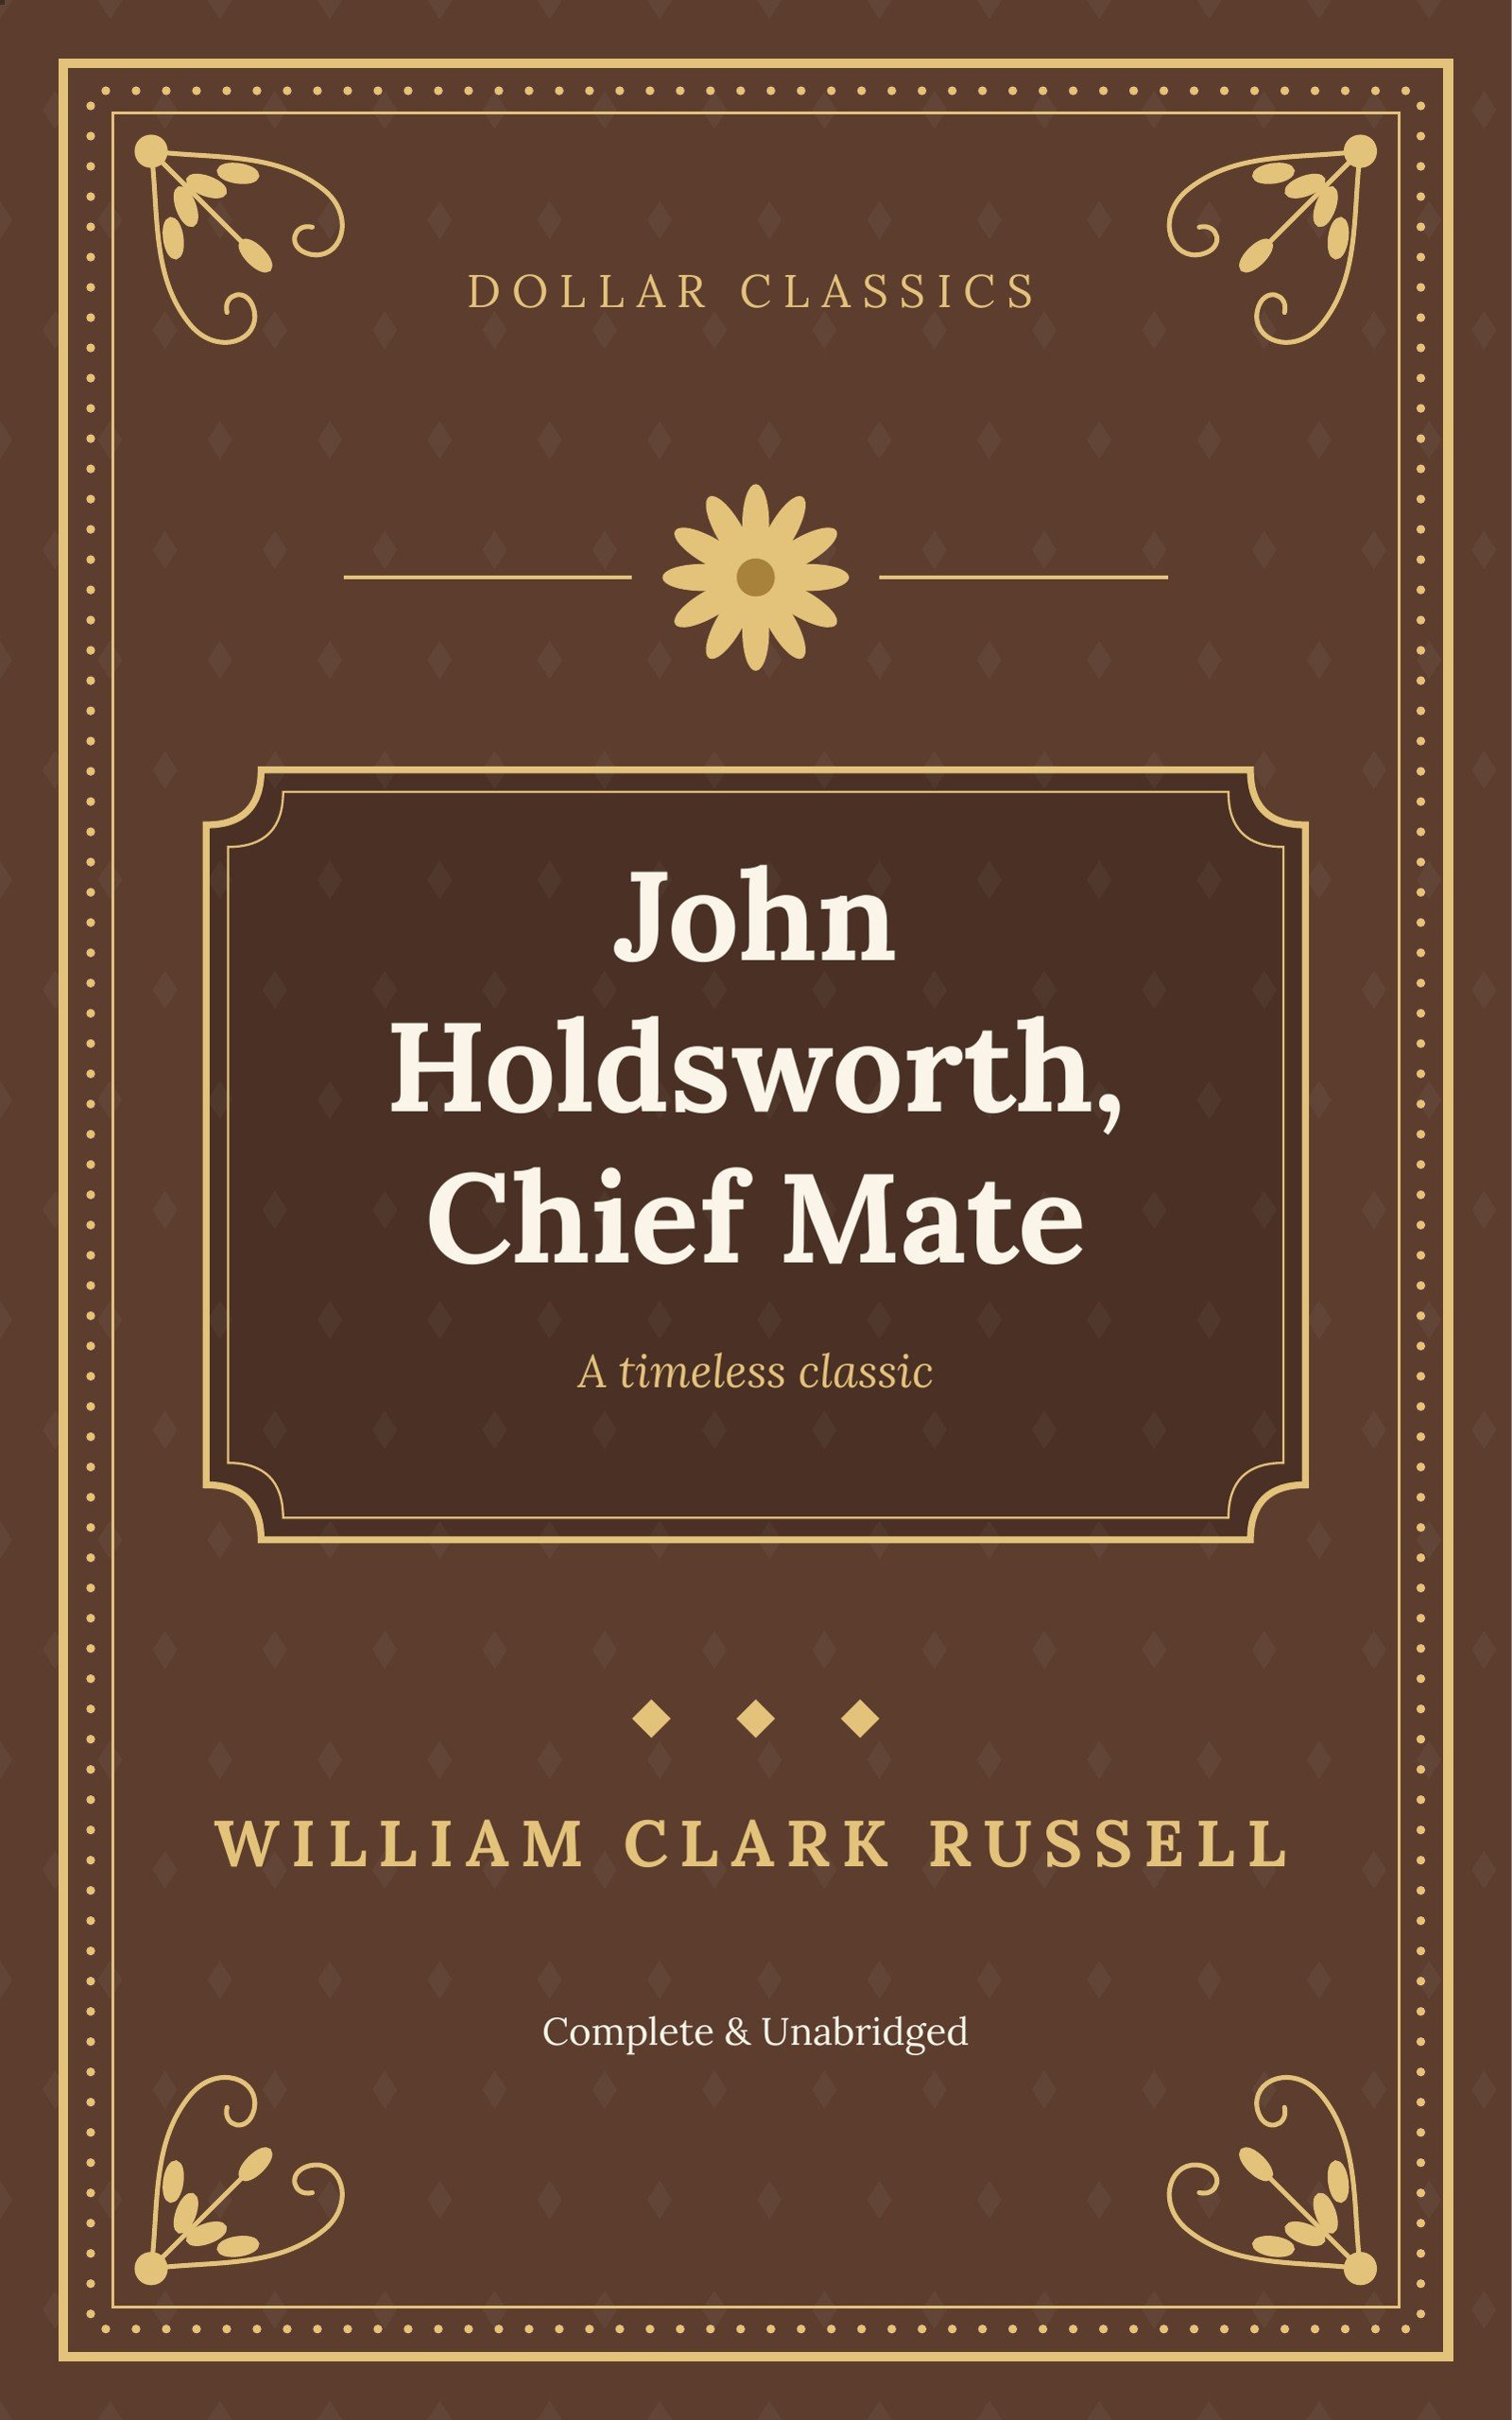 DOLLAR CLASSICS
John
Holdsworth,
Chief Mate
A timeless classic
WILLIAM CLARK RUSSELL
Complete & Unabridged